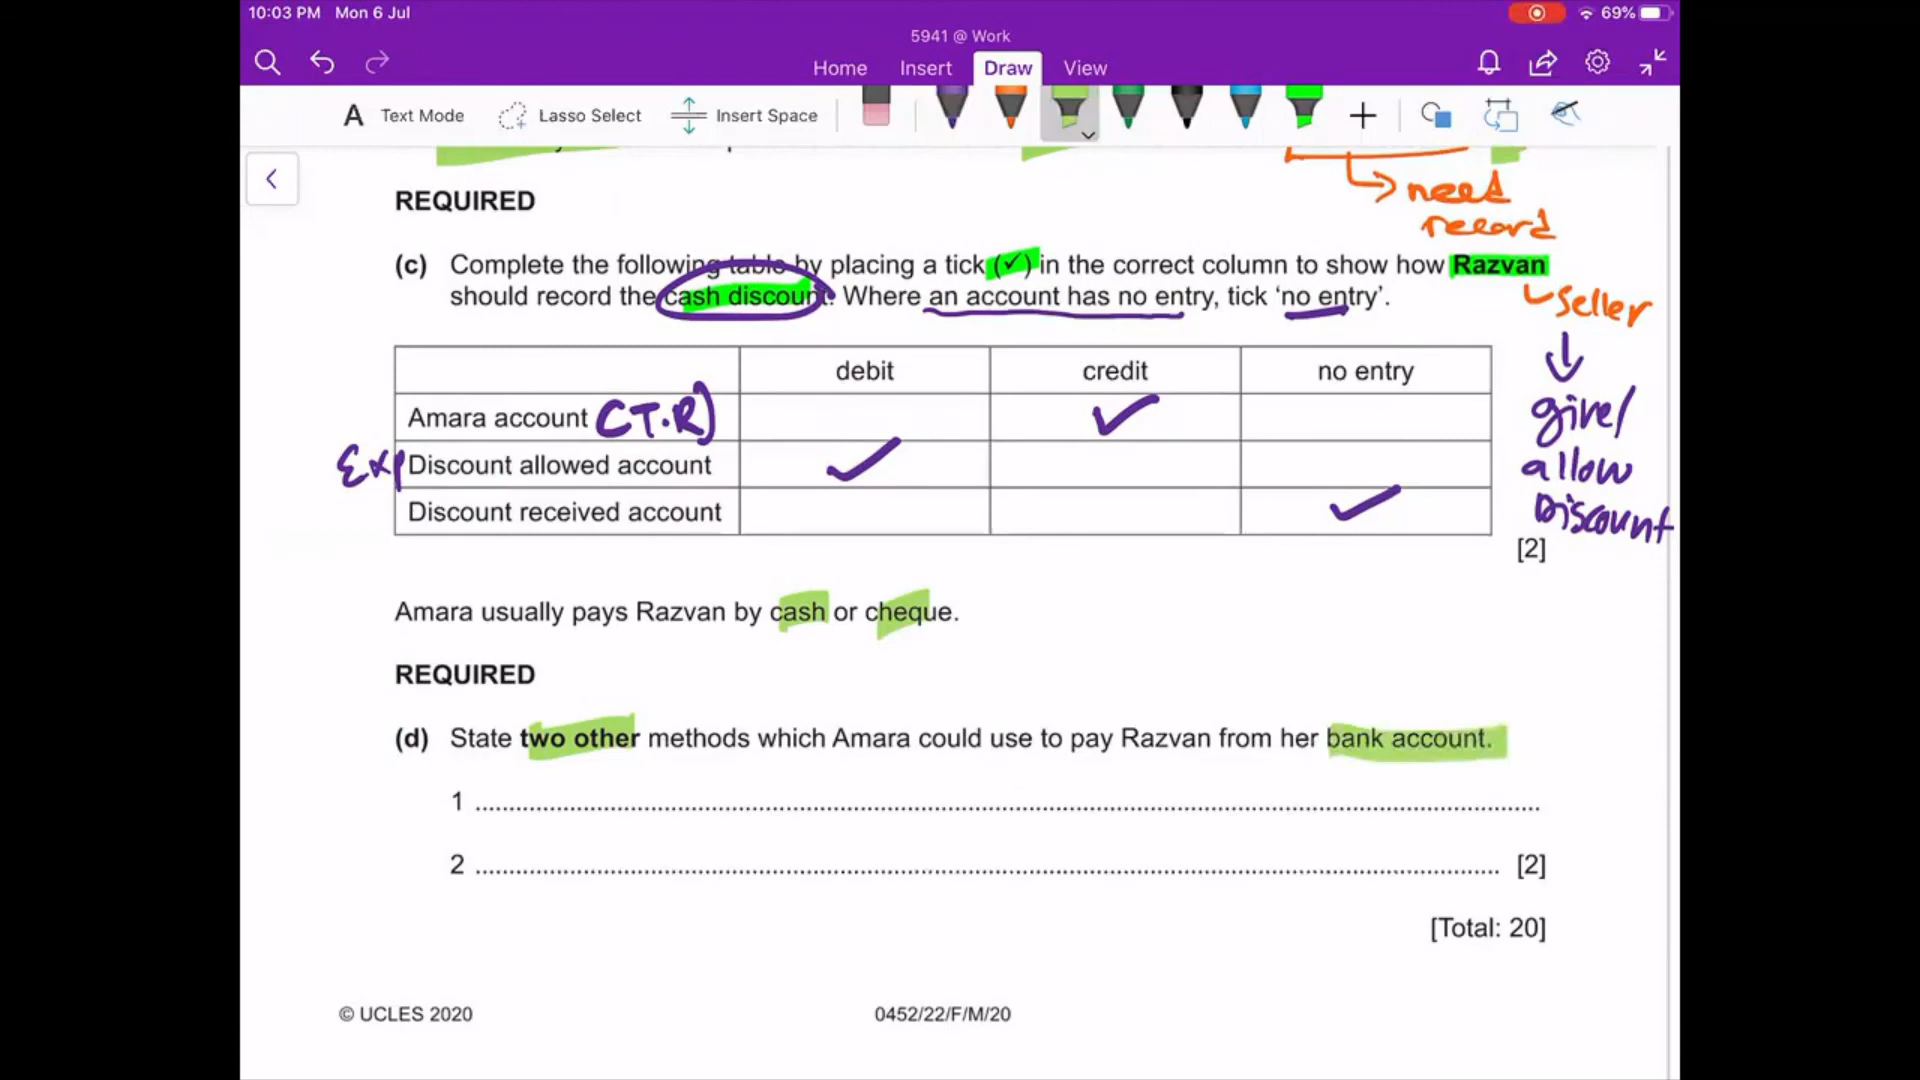 10:03 PM Mon 6 Jul
69%
5941 @ Work
Home Insert Draw View
A Text Mode Lasso Select Insert Space
need
record
REQUIRED
(c) Complete the following table by placing a tick (✓) in the correct column to show how Razvan
should record the cash discount. Where an account has no entry, tick ‘no entry’.
seller
give/
allow
Discount
debit credit no entry
Amara account (T.R) ✓
Exp Discount allowed account ✓
Discount received account ✓
[2]
Amara usually pays Razvan by cash or cheque.
REQUIRED
(d) State two other methods which Amara could use to pay Razvan from her bank account.
1
2 [2]
[Total: 20]
© UCLES 2020 0452/22/F/M/20